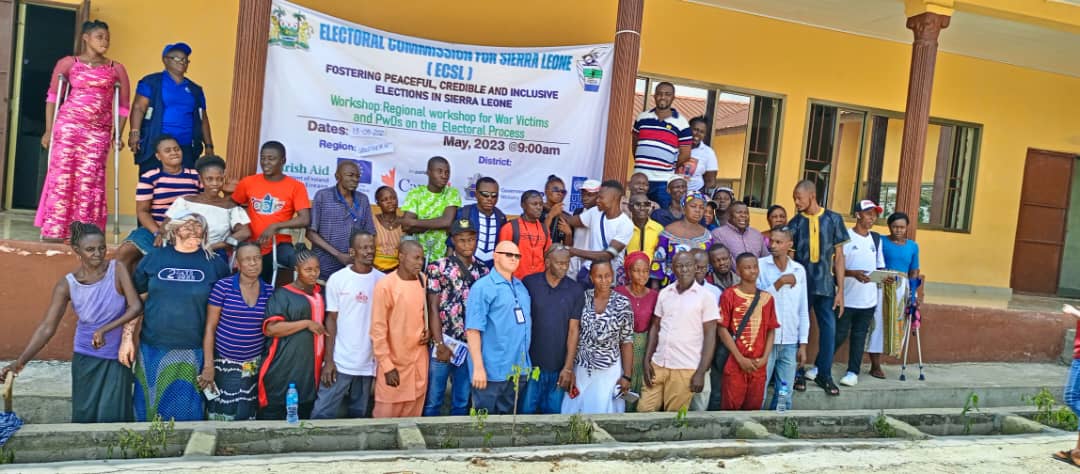 ELECTORAL COMMISSION FOR SIERRA LEONE
( ECSL )
FOSTERING PEACEFUL, CREDIBLE AND INCLUSIVE
ELECTIONS IN SIERRA LEONE
Workshop:Regional workshop for War Victims
and PwDs on the Electoral Process
Dates: May, 2023 @9:00am
Region: District:
rish Aid